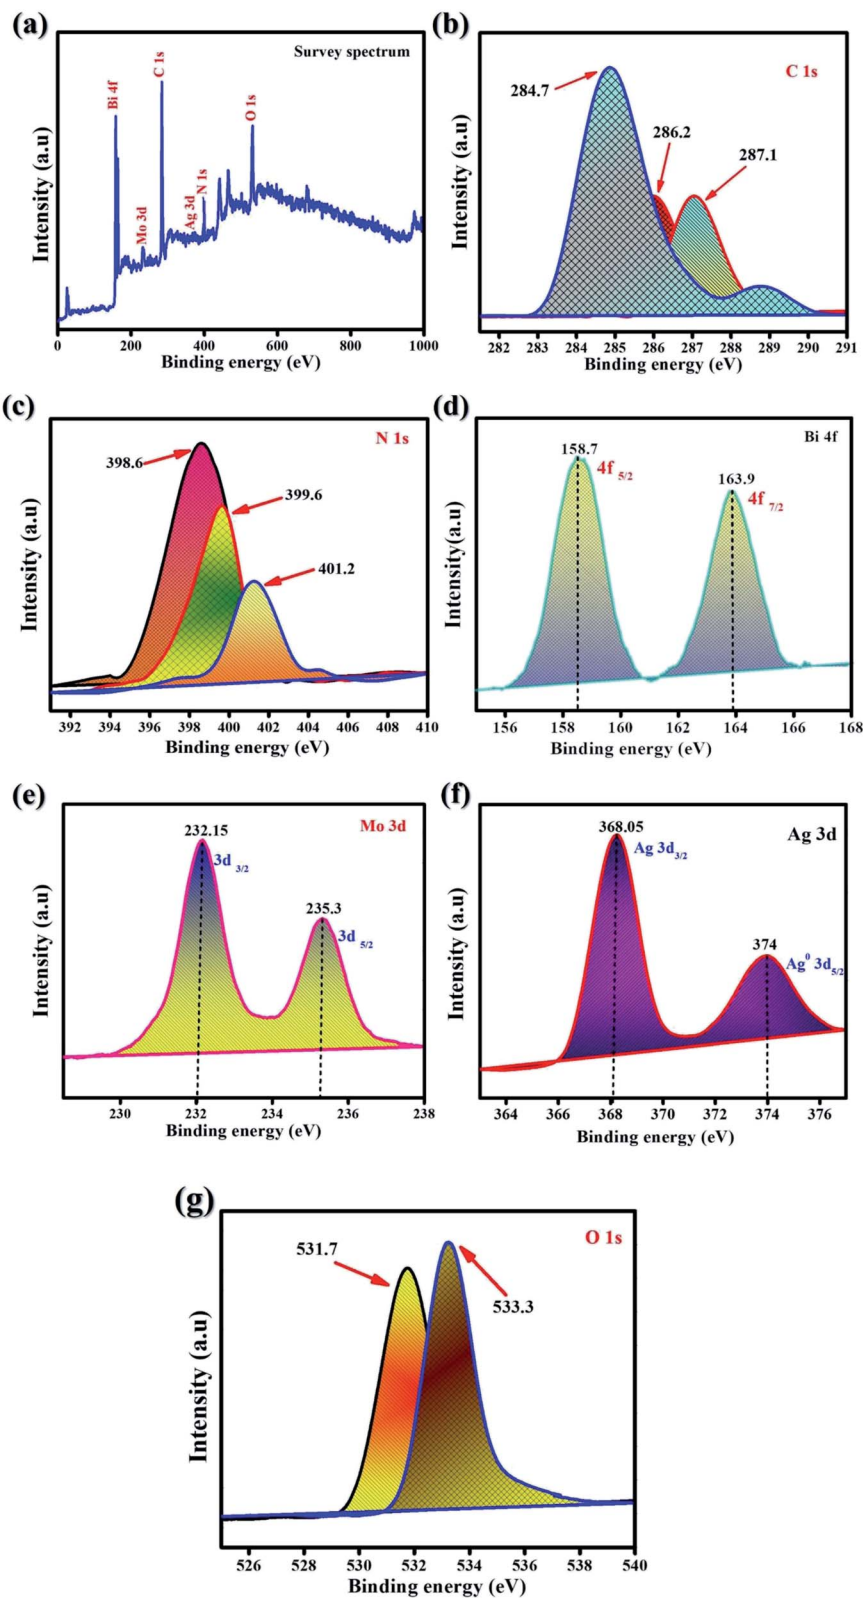 (a)
Survey spectrum
Bi 4f
Mo 3d
C 1s
Ag 3d
N 1s
O 1s
Intensity (a.u)
0 200 400 600 800 1000
Binding energy (eV)
(b)
C 1s
284.7
286.2
287.1
Intensity (a.u)
282 283 284 285 286 287 288 289 290 291
Binding energy (eV)
(c)
N 1s
398.6
399.6
401.2
Intensity (a.u)
392 394 396 398 400 402 404 406 408 410
Binding energy (eV)
(d)
Bi 4f
158.7
4f 5/2
163.9
4f 7/2
Intensity(a.u)
156 158 160 162 164 166 168
Binding energy (eV)
(e)
Mo 3d
232.15
3d 3/2
235.3
3d 5/2
Intensity (a.u)
230 232 234 236 238
Binding energy (eV)
(f)
Ag 3d
368.05
Ag 3d3/2
374
Ag0 3d5/2
Intensity (a.u)
364 366 368 370 372 374 376
Binding energy (eV)
(g)
O 1s
531.7
533.3
Intensity (a.u)
526 528 530 532 534 536 538 540
Binding energy (eV)